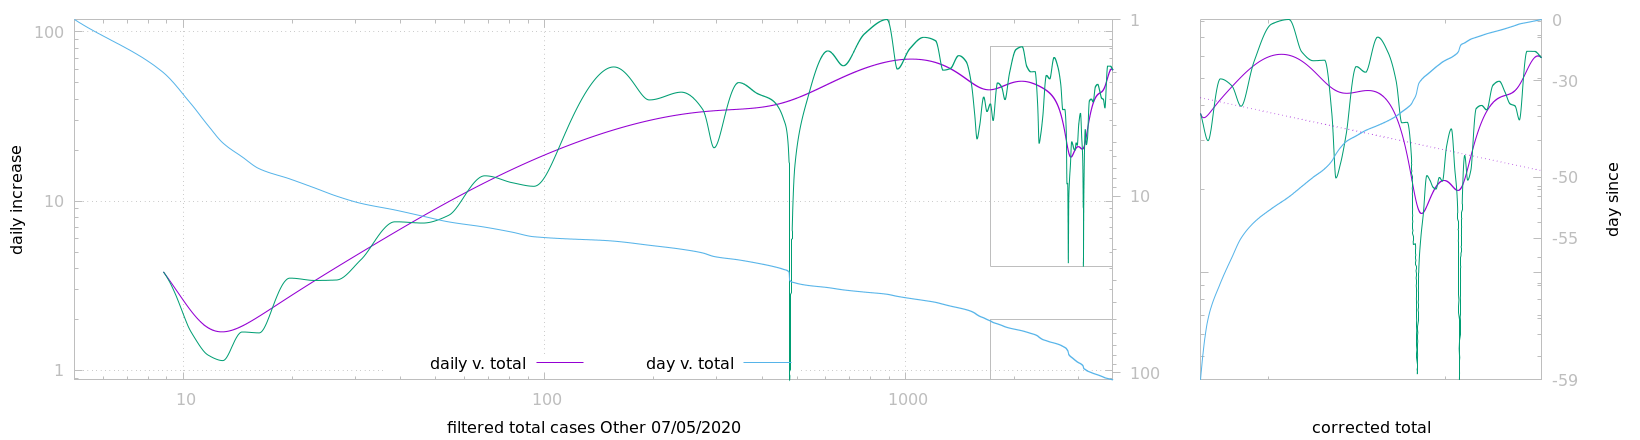 100
10
1
daily increase
10
100
1000
filtered total cases Other 07/05/2020
daily v. total
day v. total
1
10
100
0
-30
-50
-55
-59
day since
corrected total